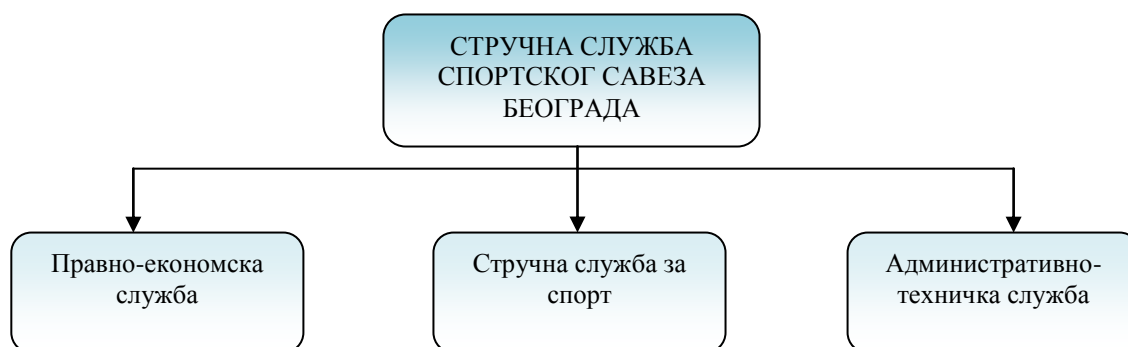 СТРУЧНА СЛУЖБА
СПОРТСКОГ САВЕЗА
БЕОГРАДА
Правно-економска
служба
Стручна служба за
спорт
Административно-
техничка служба